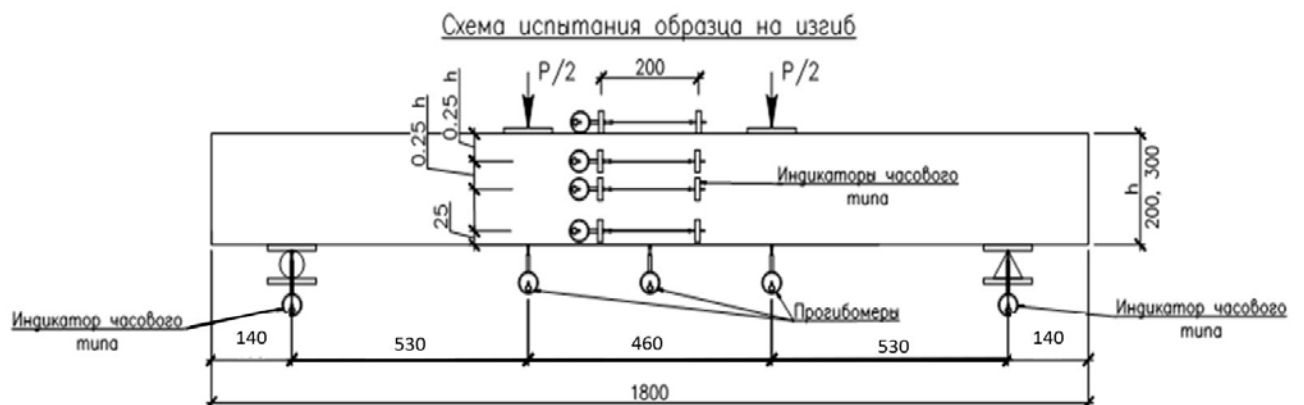 Схема испытания образца на изгиб
P/2
200
P/2
0.25 h
0.25 h
25
Индикаторы часового
типа
h
200, 300
Индикатор часового
типа
Прогибомеры
Индикатор часового
типа
140
530
460
530
140
1800